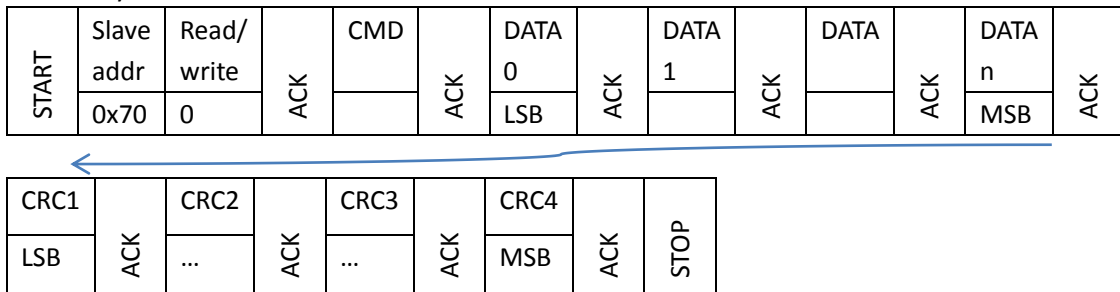 START Slave addr Read/ write ACK CMD ACK DATA 0 ACK DATA 1 ACK DATA ACK DATA n ACK
0x70 0 LSB MSB
CRC1 ACK CRC2 ACK CRC3 ACK CRC4 ACK STOP
LSB ... ... MSB